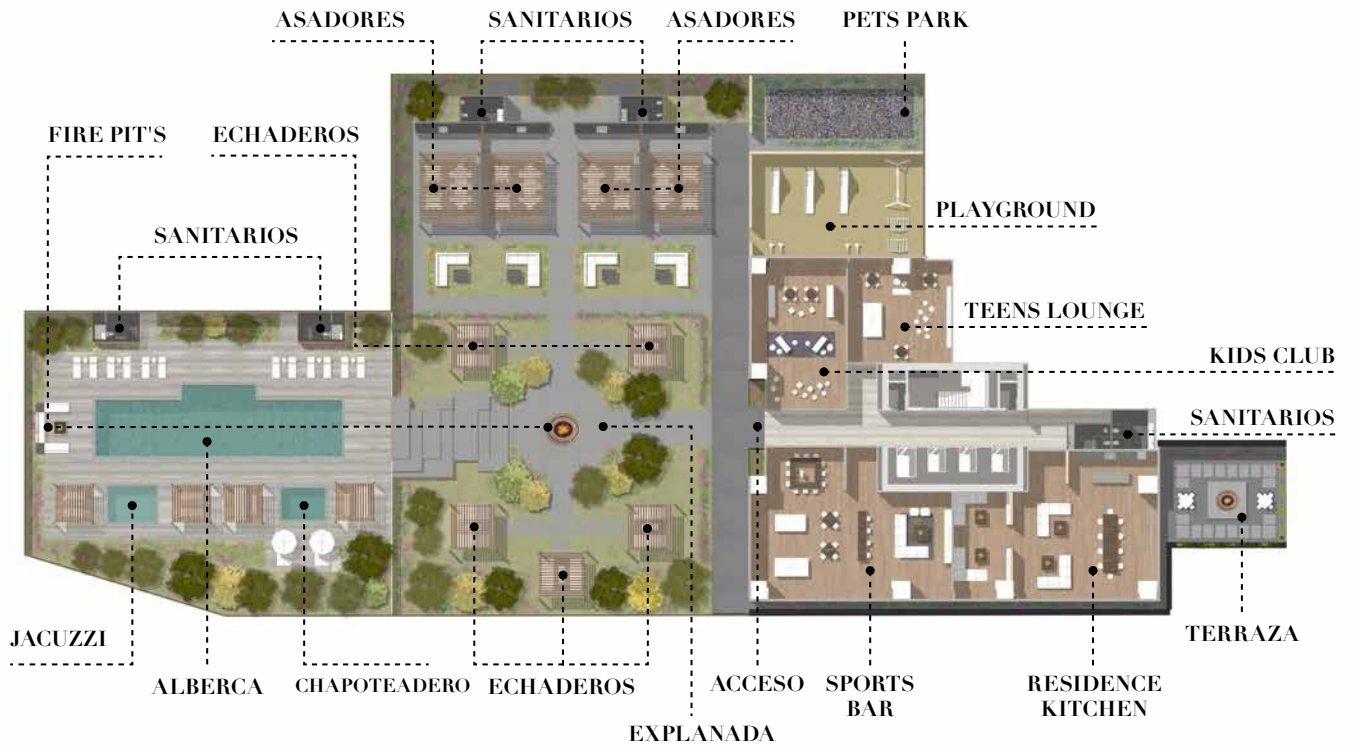 ASADORES
SANITARIOS
ASADORES
PETS PARK
FIRE PIT'S
ECHADEROS
PLAYGROUND
SANITARIOS
TEENS LOUNGE
KIDS CLUB
SANITARIOS
JACUZZI
TERRAZA
ALBERCA
CHAPOTEADERO
ECHADEROS
ACCESO
SPORTS
BAR
RESIDENCE
KITCHEN
EXPLANADA